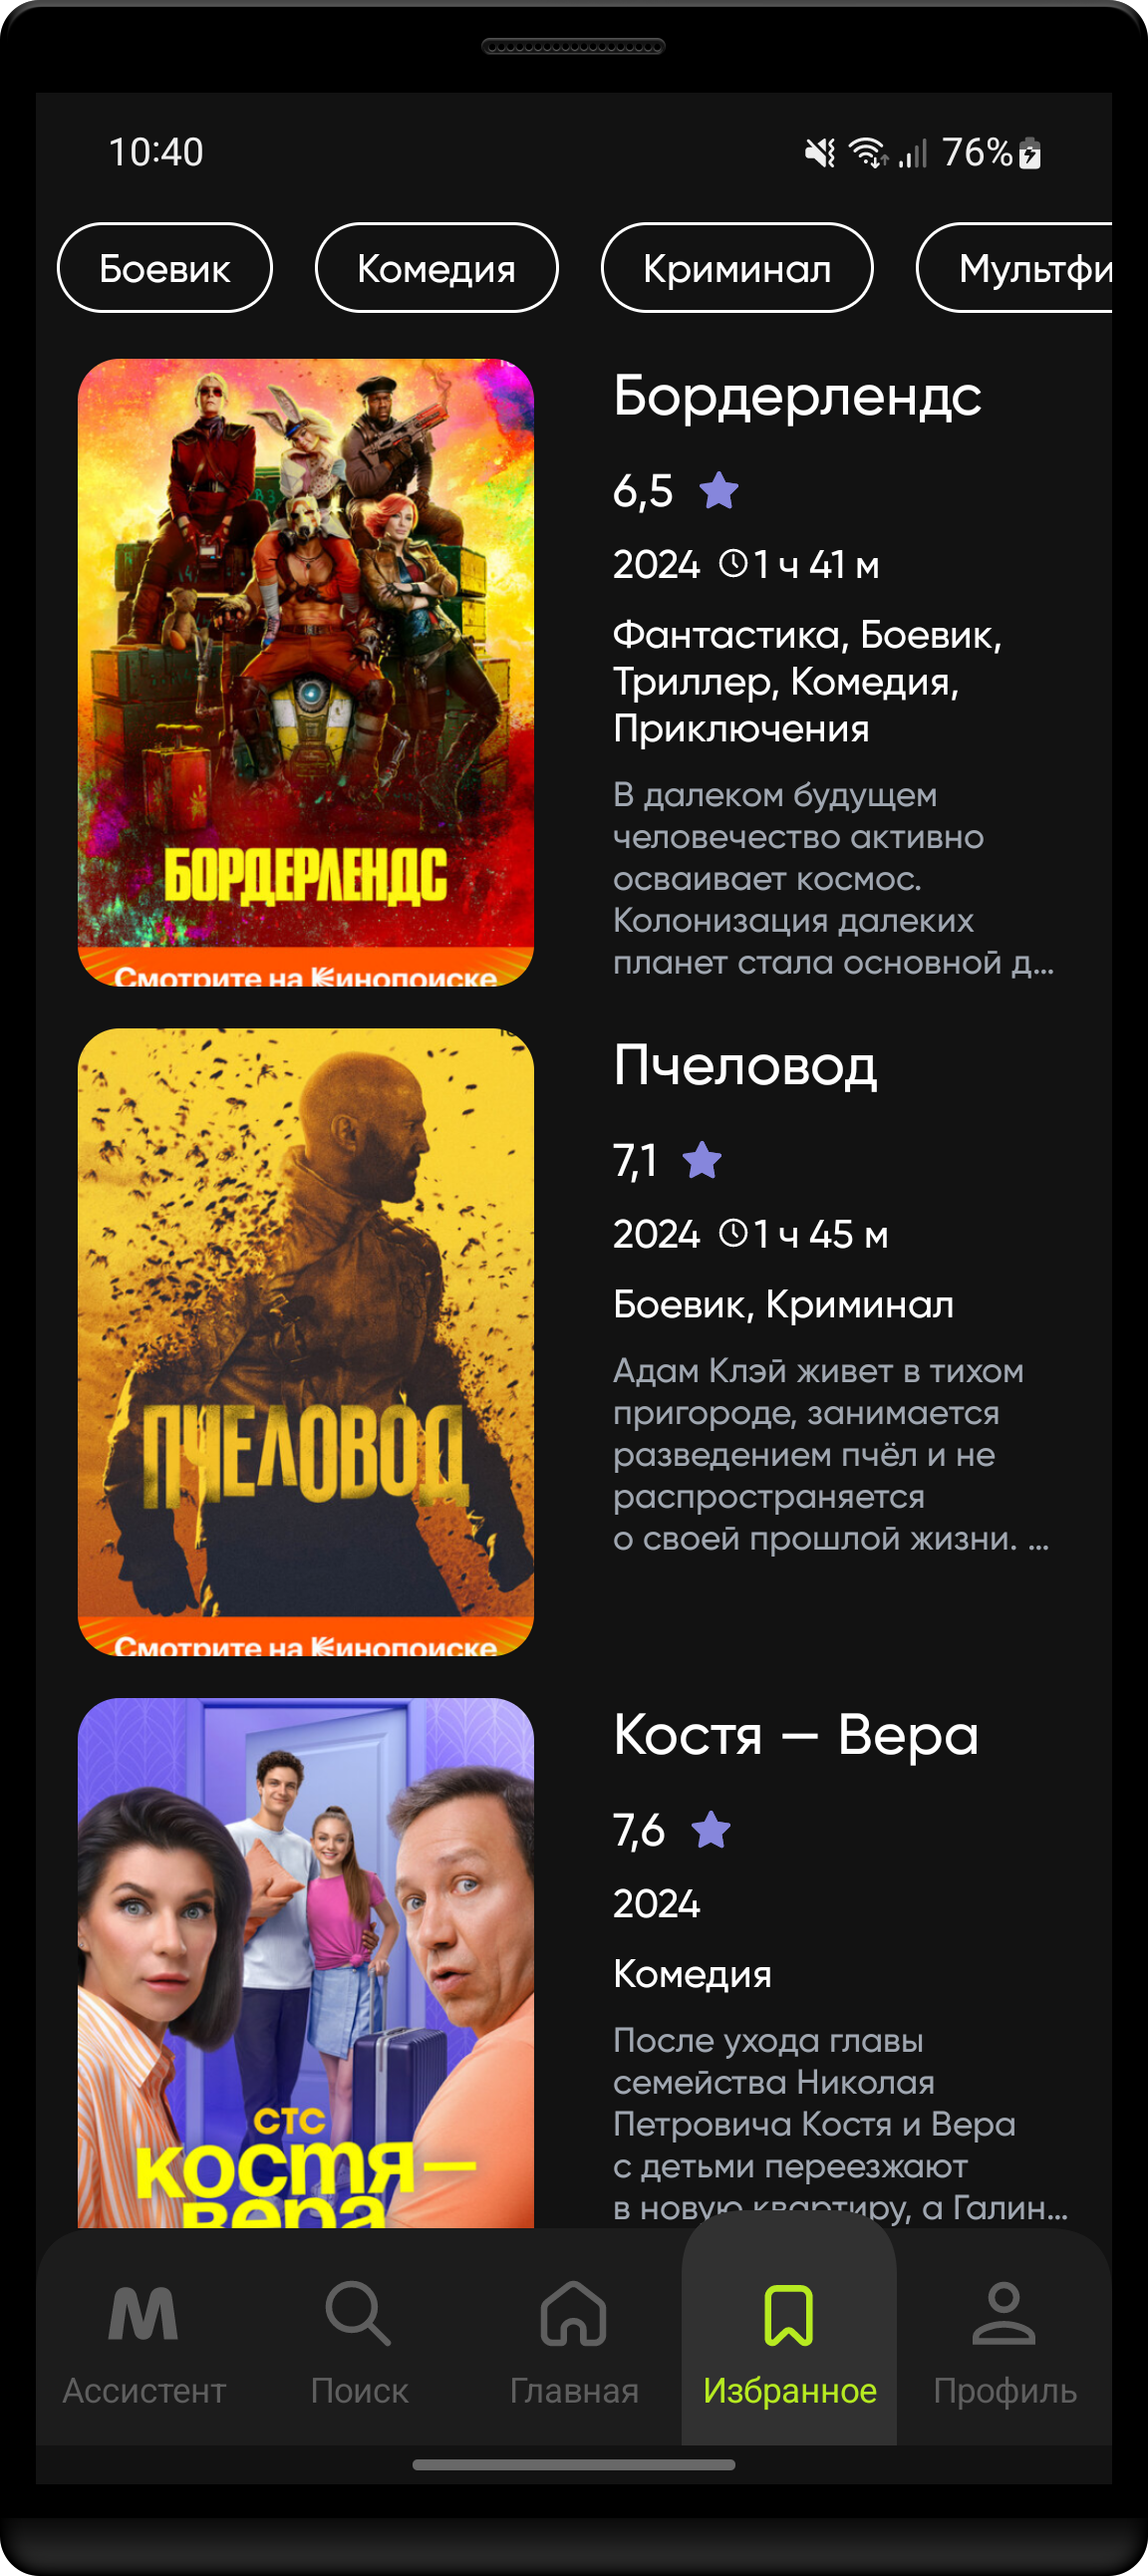 10:40
76%
Боевик
Комедия
Криминал
Мультфи
Бордерлендс
6,5
2024 1 ч 41 м
Фантастика, Боевик,
Триллер, Комедия,
Приключения
В далеком будущем
человечество активно
осваивает космос.
Колонизация далеких
планет стала основной д...
БОРДЕРЛЕНДС
Смотрите на Кинопоиске
Пчеловод
7,1
2024 1 ч 45 м
Боевик, Криминал
Адам Клэй живет в тихом
пригороде, занимается
разведением пчёл и не
распространяется
о своей прошлой жизни. ...
ПЧЕЛОВОД
Смотрите на Кинопоиске
Костя — Вера
7,6
2024
Комедия
После ухода главы
семейства Николая
Петровича Костя и Вера
с детьми переезжают
в новую квартиру, а Галин...
СТС
костя—
вера
Ассистент
Поиск
Главная
Избранное
Профиль